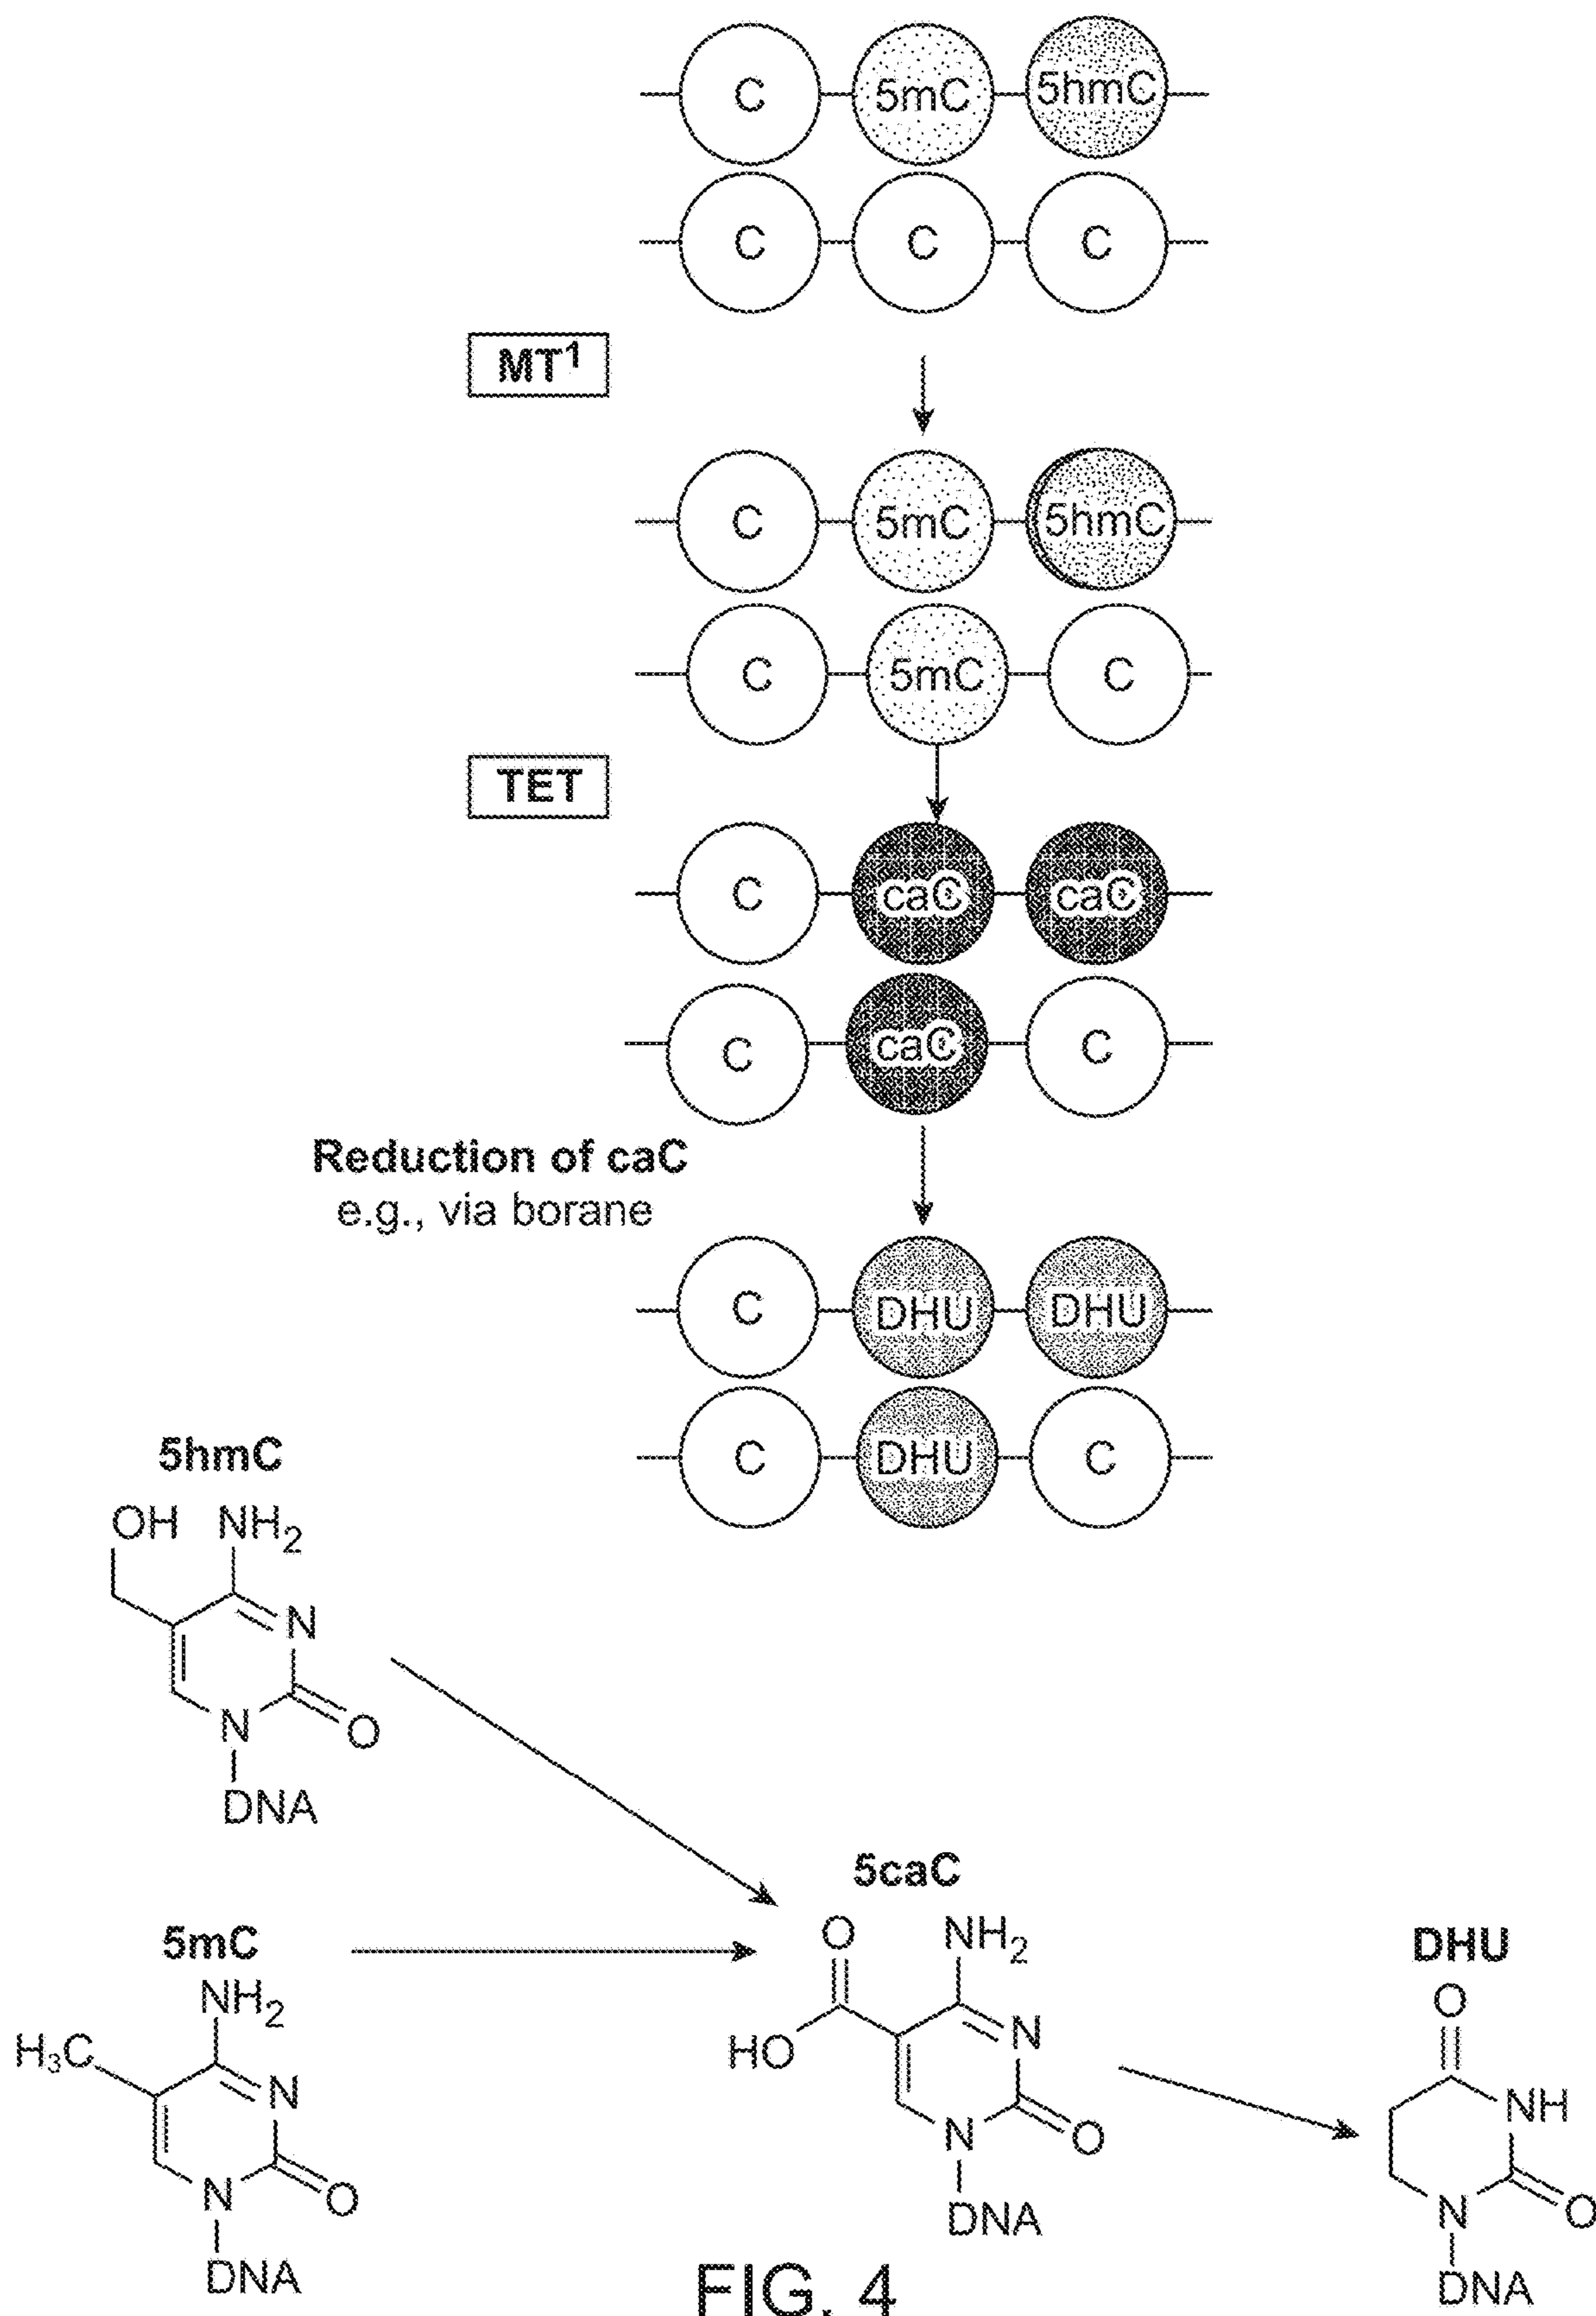 C 5mC 5hmC
C C C
MT¹
C 5mC 5hmC
C 5mC C
TET
C caC caC
C caC C
Reduction of caC
e.g., via borane
C DHU DHU
C DHU C
5hmC
OH NH₂
N
N O
DNA
5caC
5mC
O NH₂
DHU
NH₂
O
H₃C
HO N
N
NH
N O
N O
N O
DNA
DNA
DNA
FIG. 4